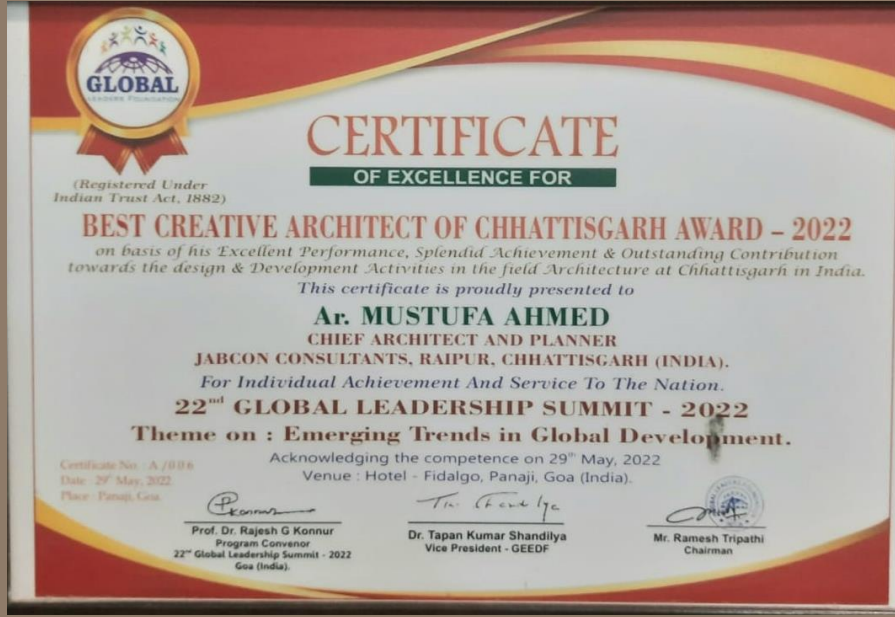 GLOBAL
LEADERS FOUNDATION
(Registered Under
Indian Trust Act, 1882)
CERTIFICATE
OF EXCELLENCE FOR
BEST CREATIVE ARCHITECT OF CHHATTISGARH AWARD – 2022
on basis of his Excellent Performance, Splendid Achievement & Outstanding Contribution
towards the design & Development Activities in the field Architecture at Chhattisgarh in India.
This certificate is proudly presented to
Ar. MUSTUFA AHMED
CHIEF ARCHITECT AND PLANNER
JABCON CONSULTANTS, RAIPUR, CHHATTISGARH (INDIA).
For Individual Achievement And Service To The Nation.
22nd GLOBAL LEADERSHIP SUMMIT - 2022
Theme on : Emerging Trends in Global Development.
Acknowledging the competence on 29th May, 2022
Venue : Hotel - Fidalgo, Panaji, Goa (India).
Certificate No. : A /006
Date : 29th May, 2022
Place : Panaji, Goa.
Prof. Dr. Rajesh G Konnur
Program Convenor
22nd Global Leadership Summit - 2022
Goa (India).
Dr. Tapan Kumar Shandilya
Vice President - GEEDF
Mr. Ramesh Tripathi
Chairman